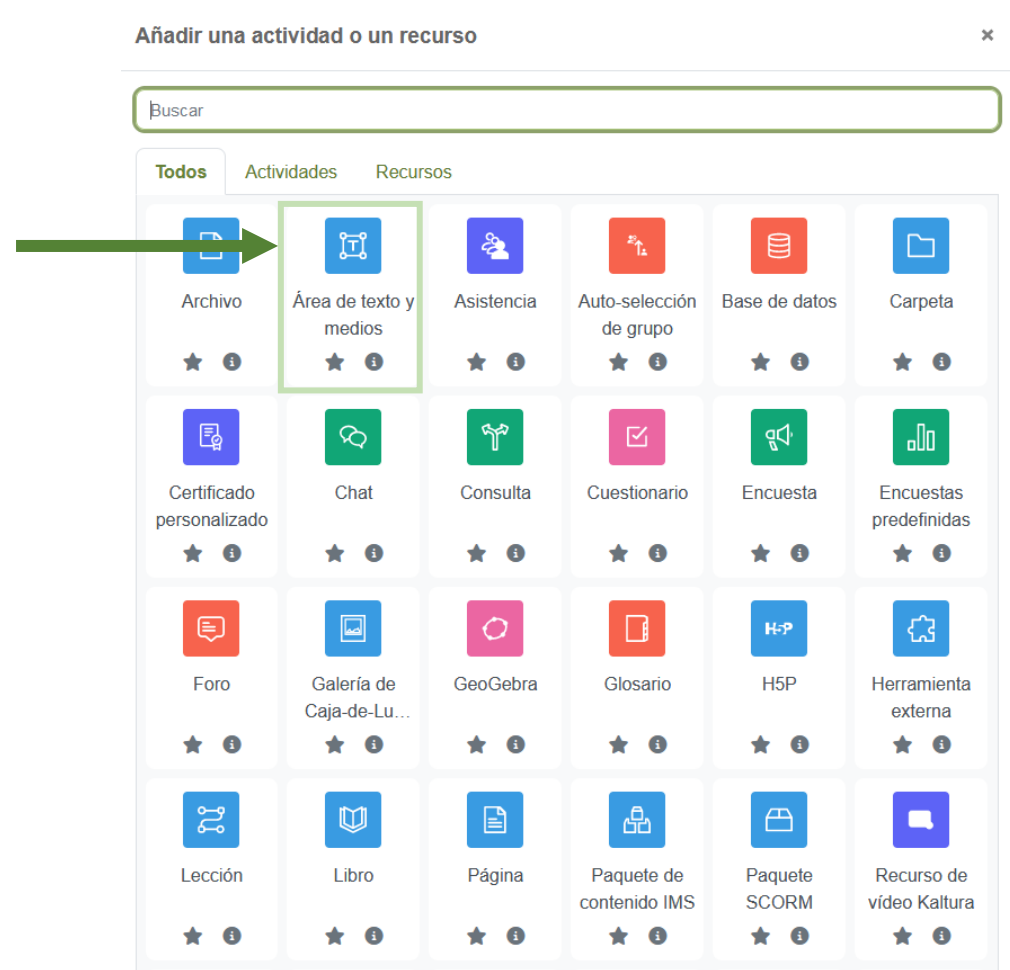 Añadir una actividad o un recurso ×
Buscar
Todos Actividades Recursos
T
Archivo Área de texto y medios Asistencia Auto-selección de grupo Base de datos Carpeta
Certificado personalizado Chat Consulta Cuestionario Encuesta Encuestas predefinidas
H5P
Foro Galería de Caja-de-Lu... GeoGebra Glosario H5P Herramienta externa
Lección Libro Página Paquete de contenido IMS Paquete SCORM Recurso de vídeo Kaltura